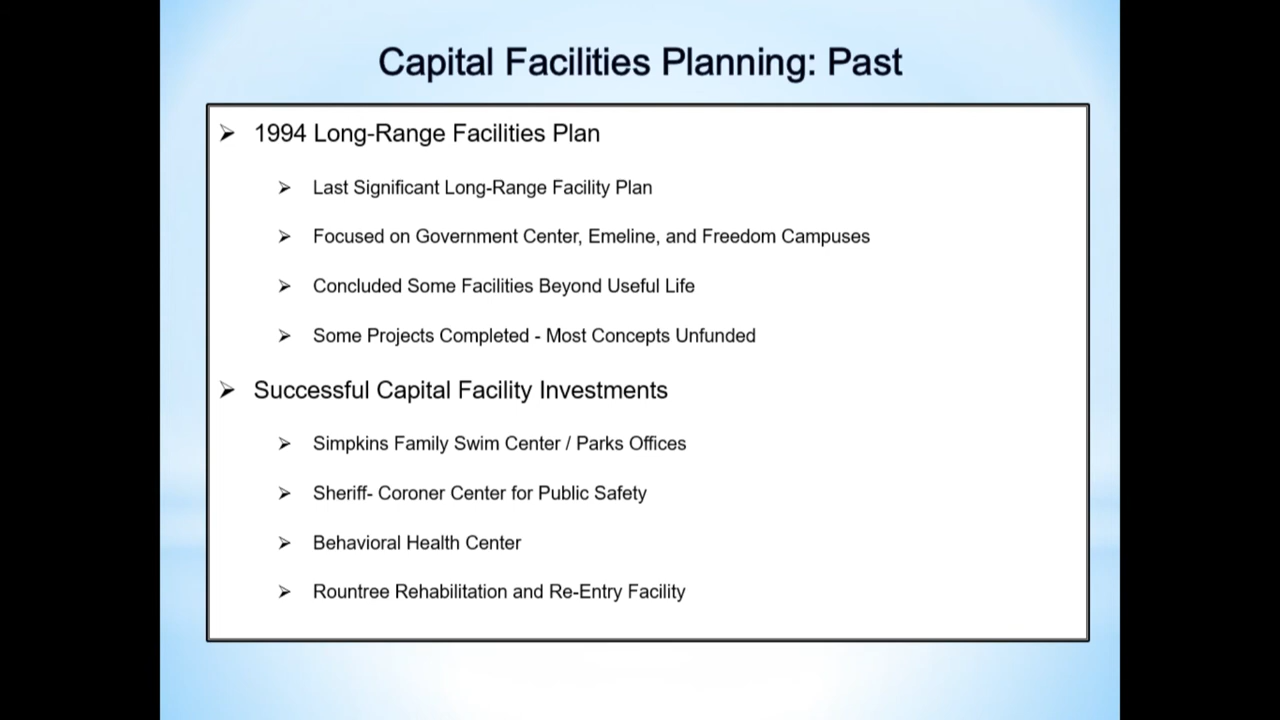 Capital Facilities Planning: Past
➢ 1994 Long-Range Facilities Plan
➢ Last Significant Long-Range Facility Plan
➢ Focused on Government Center, Emeline, and Freedom Campuses
➢ Concluded Some Facilities Beyond Useful Life
➢ Some Projects Completed - Most Concepts Unfunded
➢ Successful Capital Facility Investments
➢ Simpkins Family Swim Center / Parks Offices
➢ Sheriff- Coroner Center for Public Safety
➢ Behavioral Health Center
➢ Rountree Rehabilitation and Re-Entry Facility